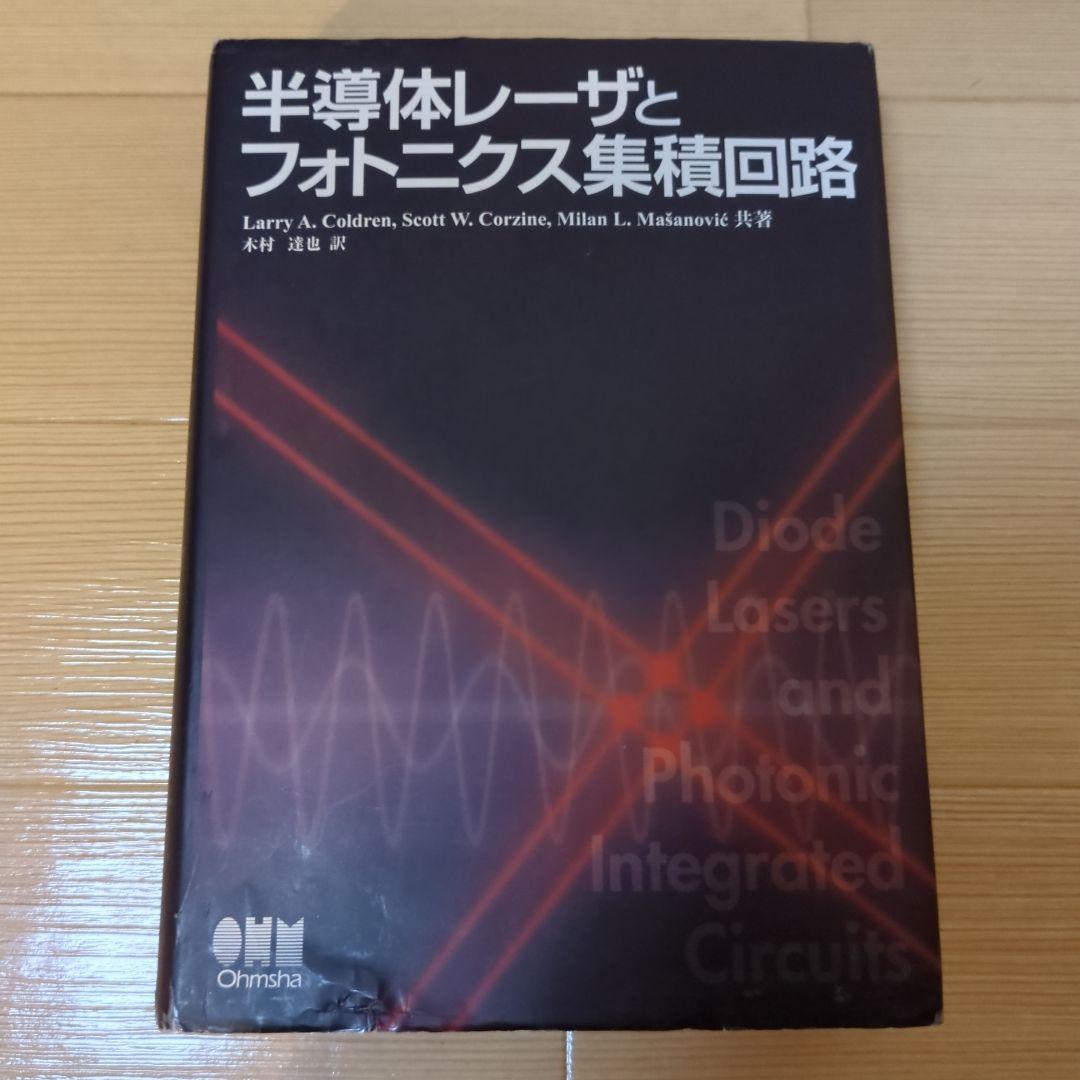 半導体レーザと
フォトニクス集積回路
Larry A. Coldren, Scott W. Corzine, Milan L. Mašanović 共著
木村 達也 訳
Diode
Lasers
and
Photonic
Integrated
Circuits
OHM
Ohmsha